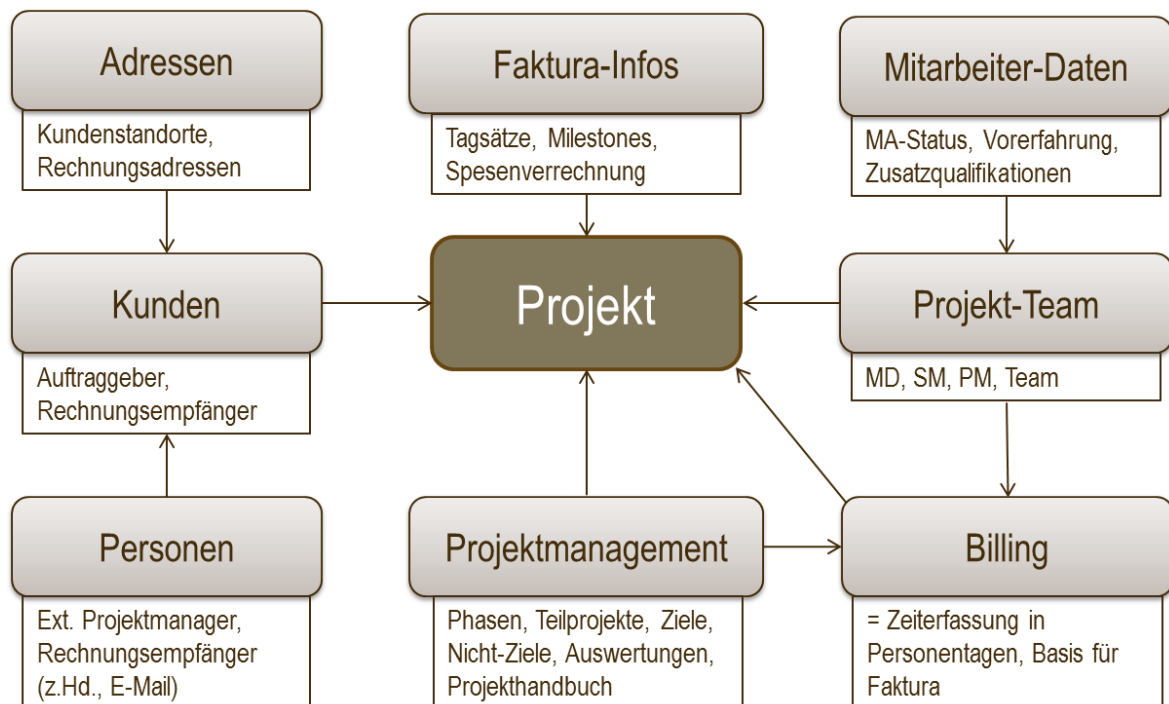 Adressen
Kundenstandorte,
Rechnungsadressen
Faktura-Infos
Tagsätze, Milestones,
Spesenverrechnung
Mitarbeiter-Daten
MA-Status, Vorerfahrung,
Zusatzqualifikationen
Kunden
Auftraggeber,
Rechnungsempfänger
Projekt
Projekt-Team
MD, SM, PM, Team
Personen
Ext. Projektmanager,
Rechnungsempfänger
(z.Hd., E-Mail)
Projektmanagement
Phasen, Teilprojekte, Ziele,
Nicht-Ziele, Auswertungen,
Projekthandbuch
Billing
= Zeiterfassung in
Personentagen, Basis für
Faktura